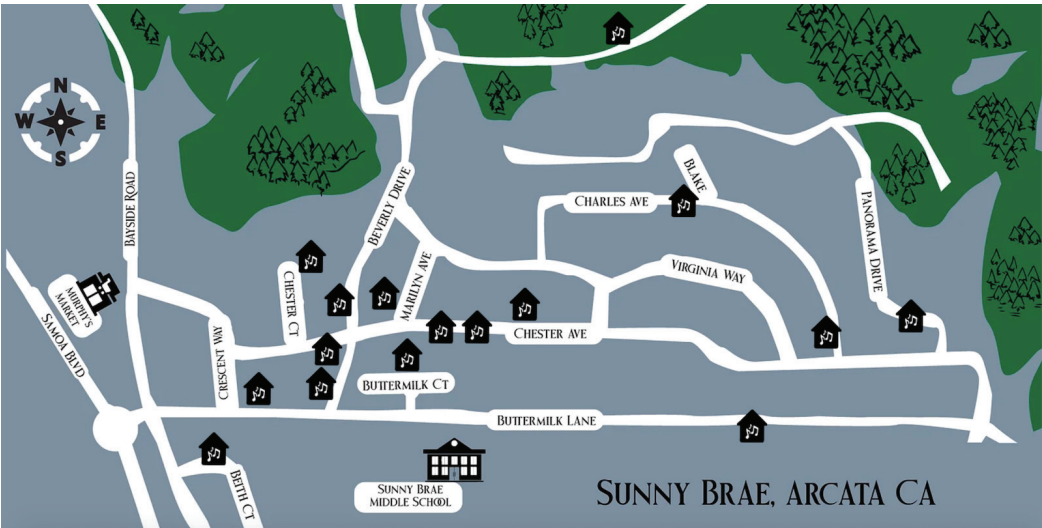 N
W
E
S
BAYSIDE ROAD
BEVERLY DRIVE
BLAKE
CHARLES AVE
PANORAMA DRIVE
MARILYN AVE
VIRGINIA WAY
CHESTER CT
MURPHY'S
MARKET
SAMOA BLVD
CRESCENT WAY
CHESTER AVE
BUTTERMILK CT
BUTTERMILK LANE
BEITH CT
SUNNY BRAE
MIDDLE SCHOOL
SUNNY BRAE, ARCATA CA